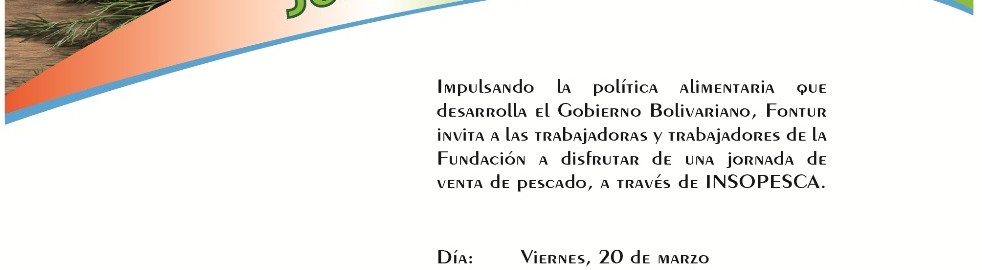 Impulsando la política alimentaria que
desarrolla el Gobierno Bolivariano, Fontur
invita a las trabajadoras y trabajadores de la
Fundación a disfrutar de una jornada de
venta de pescado, a través de INSOPESCA.
Día: Viernes, 20 de marzo